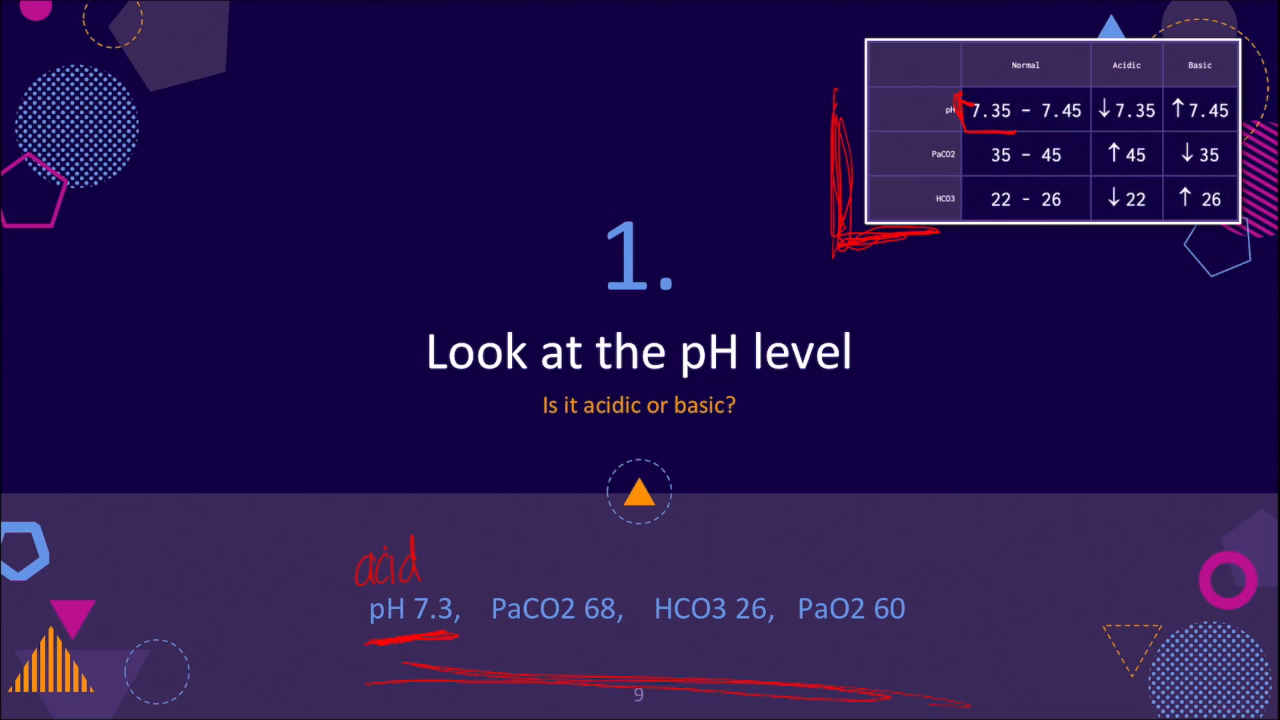 Normal Acidic Basic
pH 7.35 - 7.45 ↓7.35 ↑7.45
PaCO2 35 - 45 ↑45 ↓35
HCO3 22 - 26 ↓22 ↑ 26
1.
Look at the pH level
Is it acidic or basic?
acid
pH 7.3, PaCO2 68, HCO3 26, PaO2 60
9